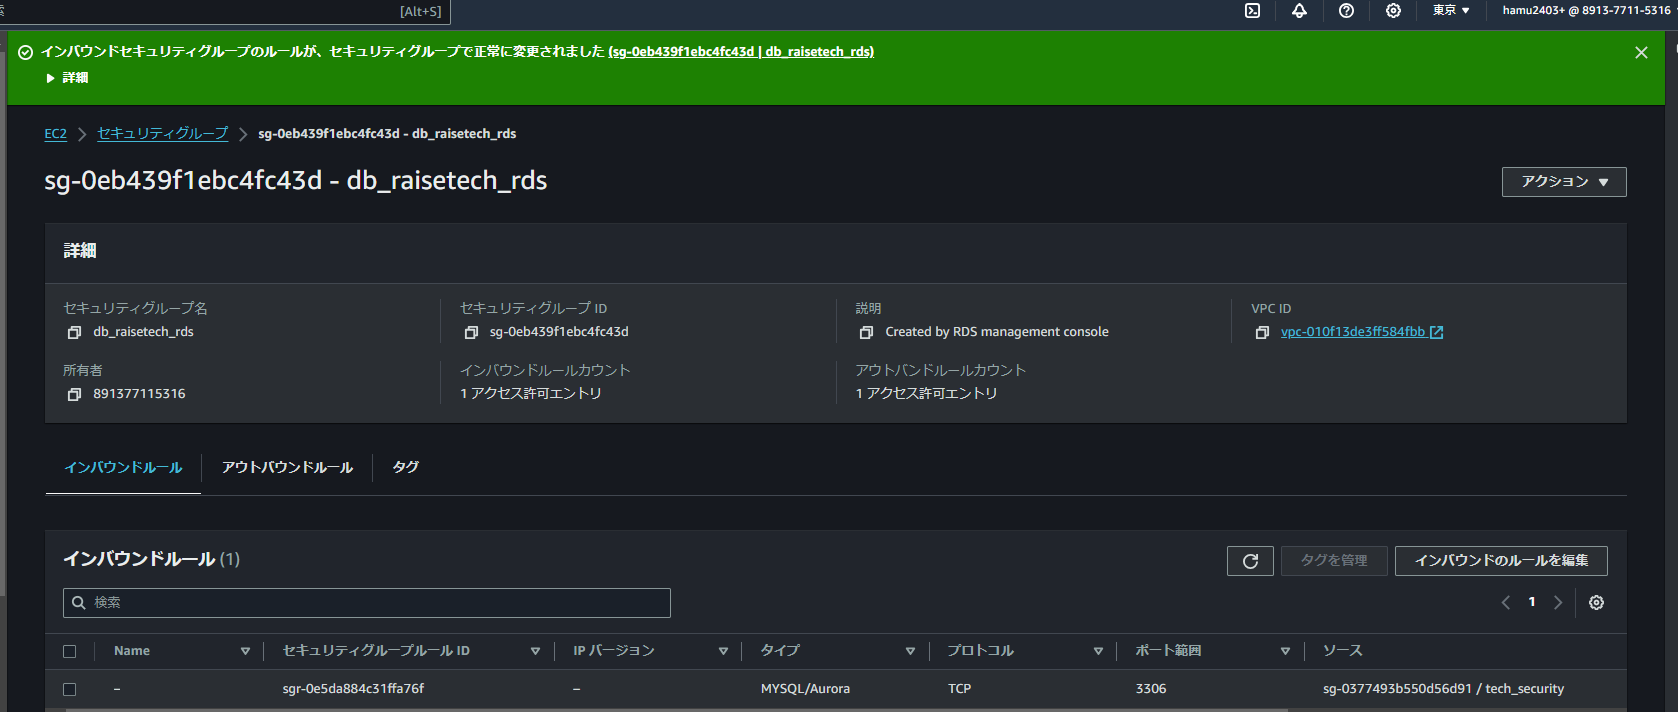 索 [Alt+S] 東京 ▼ hamu2403+ @ 8913-7711-5316
インバウンドセキュリティグループのルールが、セキュリティグループで正常に変更されました (sg-0eb439f1ebc4fc43d | db_raisetech_rds)
▶ 詳細
EC2 > セキュリティグループ > sg-0eb439f1ebc4fc43d - db_raisetech_rds
sg-0eb439f1ebc4fc43d - db_raisetech_rds
アクション ▼
詳細
セキュリティグループ名 セキュリティグループ ID 説明 VPC ID
db_raisetech_rds sg-0eb439f1ebc4fc43d Created by RDS management console vpc-010f13de3ff584fbb
所有者 インバウンドルールカウント アウトバンドルールカウント
891377115316 1 アクセス許可エントリ 1 アクセス許可エントリ
インバウンドルール アウトバウンドルール タグ
インバウンドルール (1) タグを管理 インバウンドのルールを編集
検索 1
Name セキュリティグループルール ID IP バージョン タイプ プロトコル ポート範囲 ソース
– sgr-0e5da884c31ffa76f – MYSQL/Aurora TCP 3306 sg-0377493b550d56d91 / tech_security